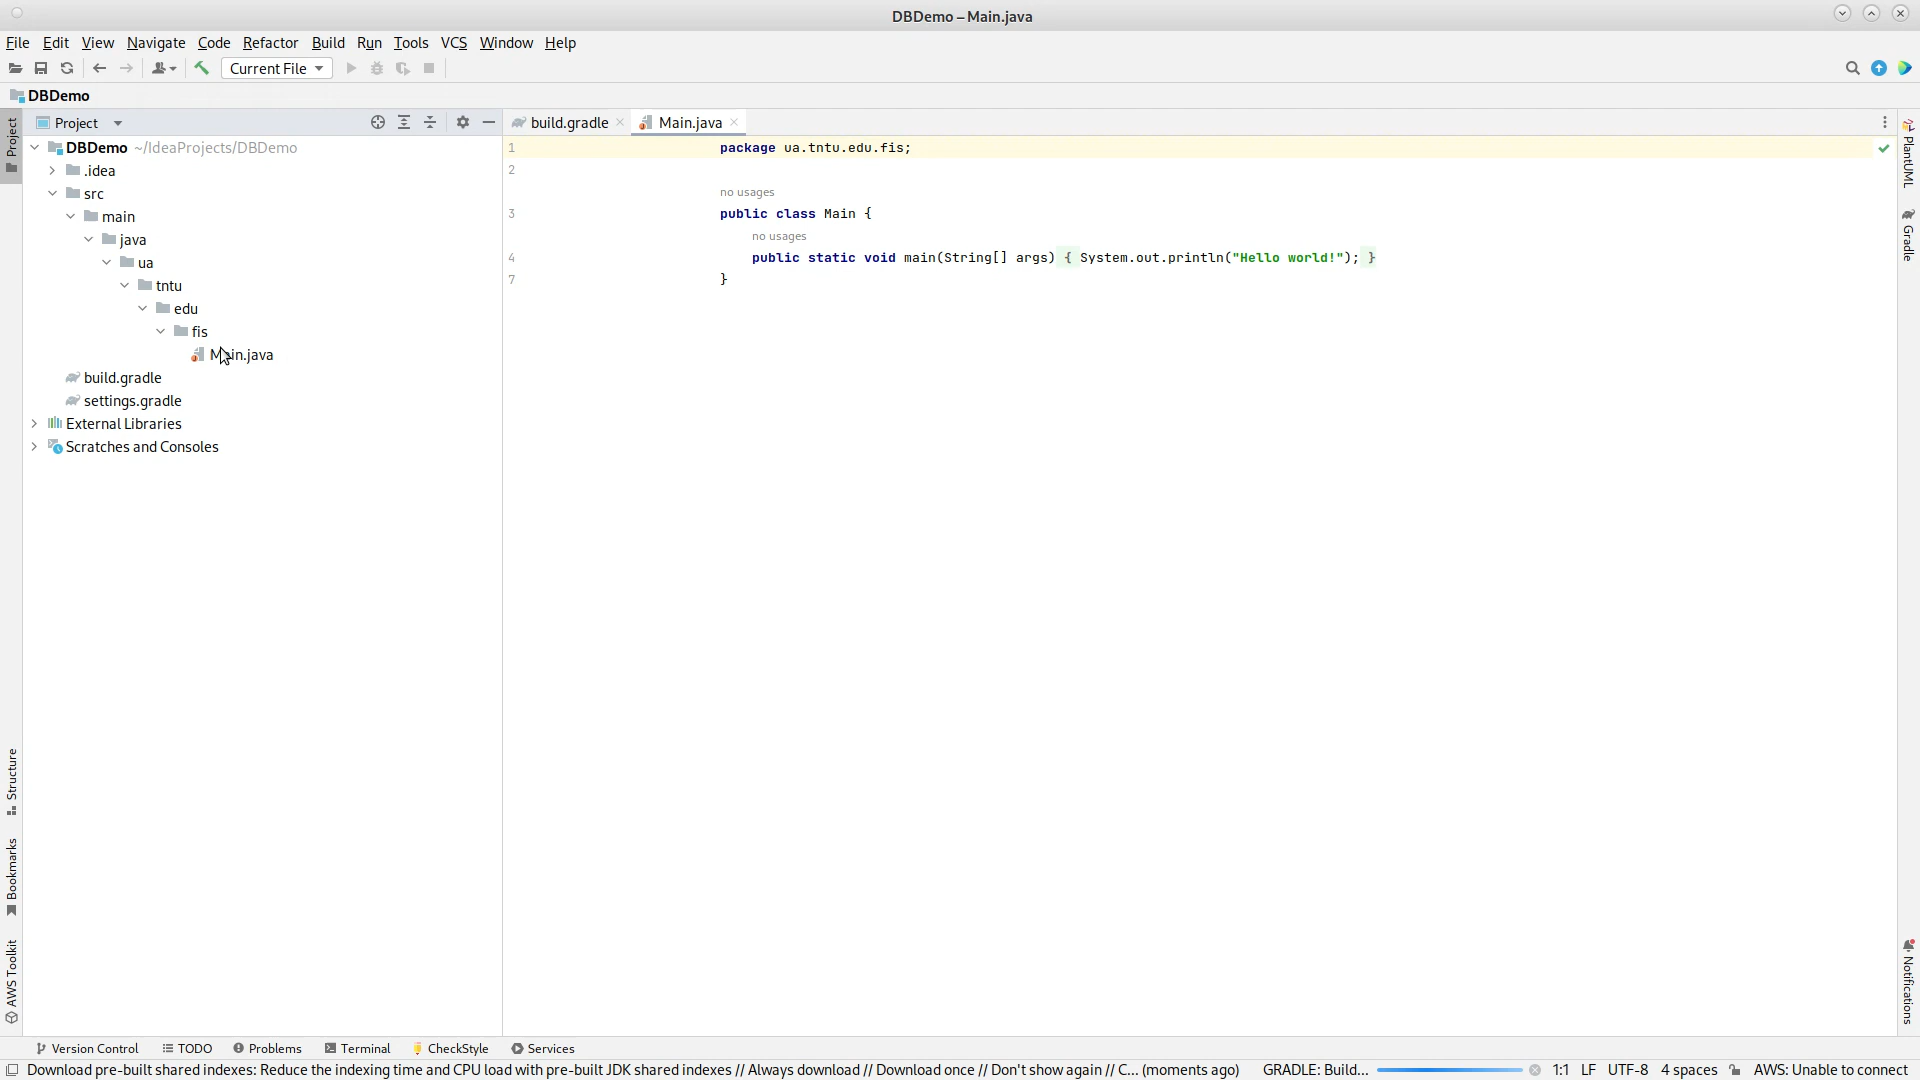 DBDemo – Main.java
File Edit View Navigate Code Refactor Build Run Tools VCS Window Help
Current File
DBDemo
Project
build.gradle
Main.java
Project
DBDemo ~/IdeaProjects/DBDemo
.idea
src
main
java
ua
tntu
edu
fis
Main.java
build.gradle
settings.gradle
External Libraries
Scratches and Consoles
1 package ua.tntu.edu.fis;
2
no usages
3 public class Main {
no usages
4 public static void main(String[] args) { System.out.println("Hello world!"); }
7 }
Structure
Bookmarks
AWS Toolkit
PlantUML
Gradle
Notifications
Version Control TODO Problems Terminal CheckStyle Services
Download pre-built shared indexes: Reduce the indexing time and CPU load with pre-built JDK shared indexes // Always download // Download once // Don't show again // C... (moments ago) GRADLE: Build... 1:1 LF UTF-8 4 spaces AWS: Unable to connect